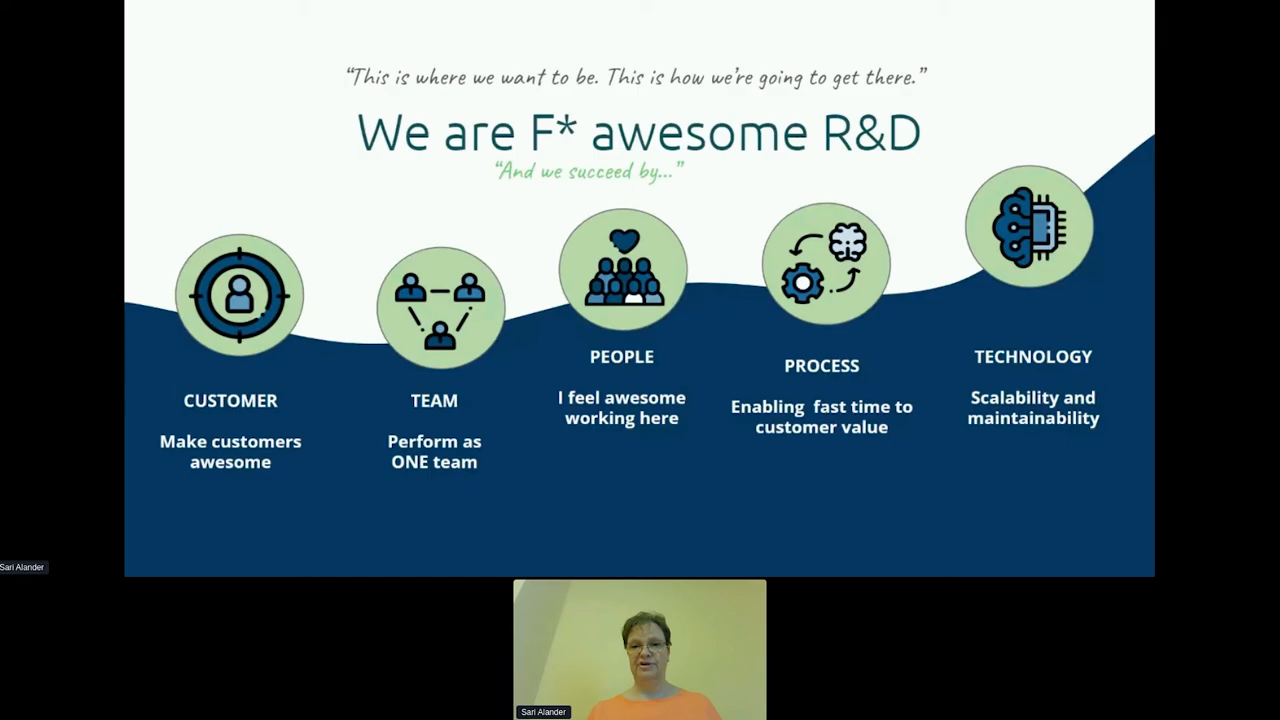 “This is where we want to be. This is how we’re going to get there.”
We are F* awesome R&D
“And we succeed by...”
CUSTOMER
Make customers
awesome
TEAM
Perform as
ONE team
PEOPLE
I feel awesome
working here
PROCESS
Enabling fast time to
customer value
TECHNOLOGY
Scalability and
maintainability
Sari Alander
Sari Alander